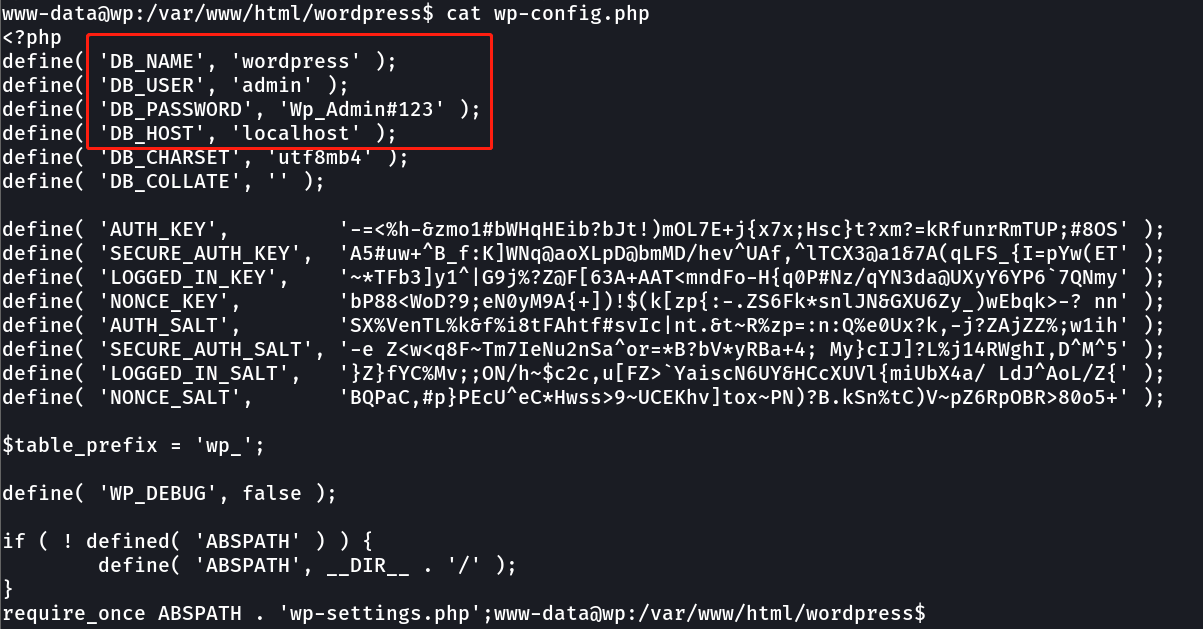 www-data@wp:/var/www/html/wordpress$ cat wp-config.php
<?php
define( 'DB_NAME', 'wordpress' );
define( 'DB_USER', 'admin' );
define( 'DB_PASSWORD', 'Wp_Admin#123' );
define( 'DB_HOST', 'localhost' );
define( 'DB_CHARSET', 'utf8mb4' );
define( 'DB_COLLATE', '' );

define( 'AUTH_KEY',         '-=<%h-&zmo1#bWHqHEib?bJt!)mOL7E+j{x7x;Hsc}t?xm?=kRfunrRmTUP;#8OS' );
define( 'SECURE_AUTH_KEY',  'A5#uw+^B_f:K]WNq@aoXLpD@bmMD/hev^UAf,^lTCX3@a1&7A(qLFS_{I=pYw(ET' );
define( 'LOGGED_IN_KEY',    '~*TFb3]y1^|G9j%?Z@F[63A+AAT<mndFo-H{q0P#Nz/qYN3da@UXyY6YP6`7QNmy' );
define( 'NONCE_KEY',        'bP88<WoD?9;eN0yM9A{+])!$(k[zp{:-.ZS6Fk*snlJN&GXU6Zy_)wEbqk>-? nn' );
define( 'AUTH_SALT',        'SX%VenTL%k&f%i8tFAhtf#svIc|nt.&t~R%zp=:n:Q%e0Ux?k,-j?ZAjZZ%;w1ih' );
define( 'SECURE_AUTH_SALT', '-e Z<w<q8F~Tm7IeNu2nSa^or=*B?bV*yRBa+4; My}cIJ]?L%j14RWghI,D^M^5' );
define( 'LOGGED_IN_SALT',   '}Z}fYC%Mv;;ON/h~$c2c,u[FZ>`YaiscN6UY&HCcXUVl{miUbX4a/ LdJ^AoL/Z{' );
define( 'NONCE_SALT',       'BQPaC,#p}PEcU^eC*Hwss>9~UCEKhv]tox~PN)?B.kSn%tC)V~pZ6RpOBR>80o5+' );

$table_prefix = 'wp_';

define( 'WP_DEBUG', false );

if ( ! defined( 'ABSPATH' ) ) {
        define( 'ABSPATH', __DIR__ . '/' );
}
require_once ABSPATH . 'wp-settings.php';www-data@wp:/var/www/html/wordpress$